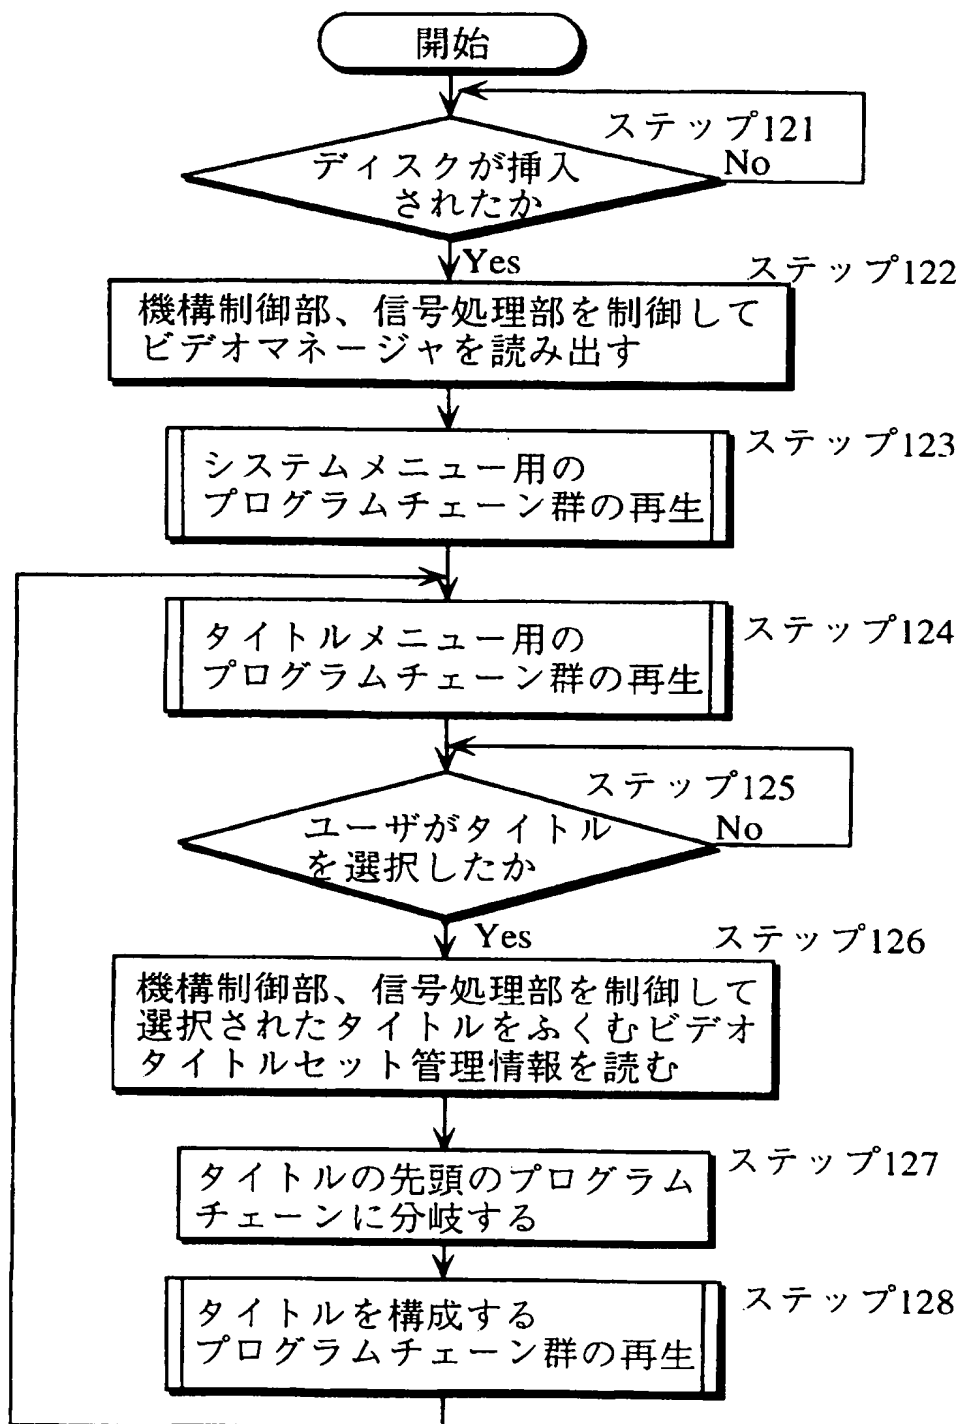 開始
ステップ121
ディスクが挿入
されたか
No
Yes
ステップ122
機構制御部、信号処理部を制御して
ビデオマネージャを読み出す
ステップ123
システムメニュー用の
プログラムチェーン群の再生
ステップ124
タイトルメニュー用の
プログラムチェーン群の再生
ステップ125
ユーザがタイトル
を選択したか
No
Yes
ステップ126
機構制御部、信号処理部を制御して
選択されたタイトルをふくむビデオ
タイトルセット管理情報を読む
ステップ127
タイトルの先頭のプログラム
チェーンに分岐する
ステップ128
タイトルを構成する
プログラムチェーン群の再生